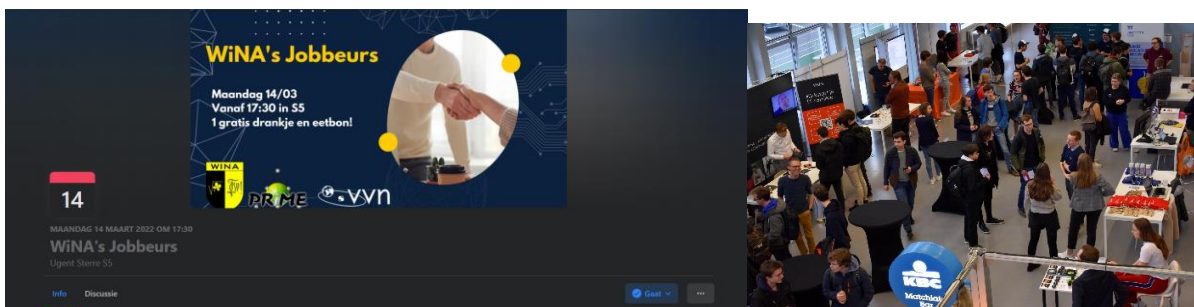 WiNA's Jobbeurs
Maandag 14/03
Vanaf 17:30 in S5
1 gratis drankje en eetbon!
WINA
PRIME
vvn
14
MAANDAG 14 MAART 2022 OM 17:30
WiNA's Jobbeurs
Ugent Sterre S5
Info
Discussie
Gaat
KBC